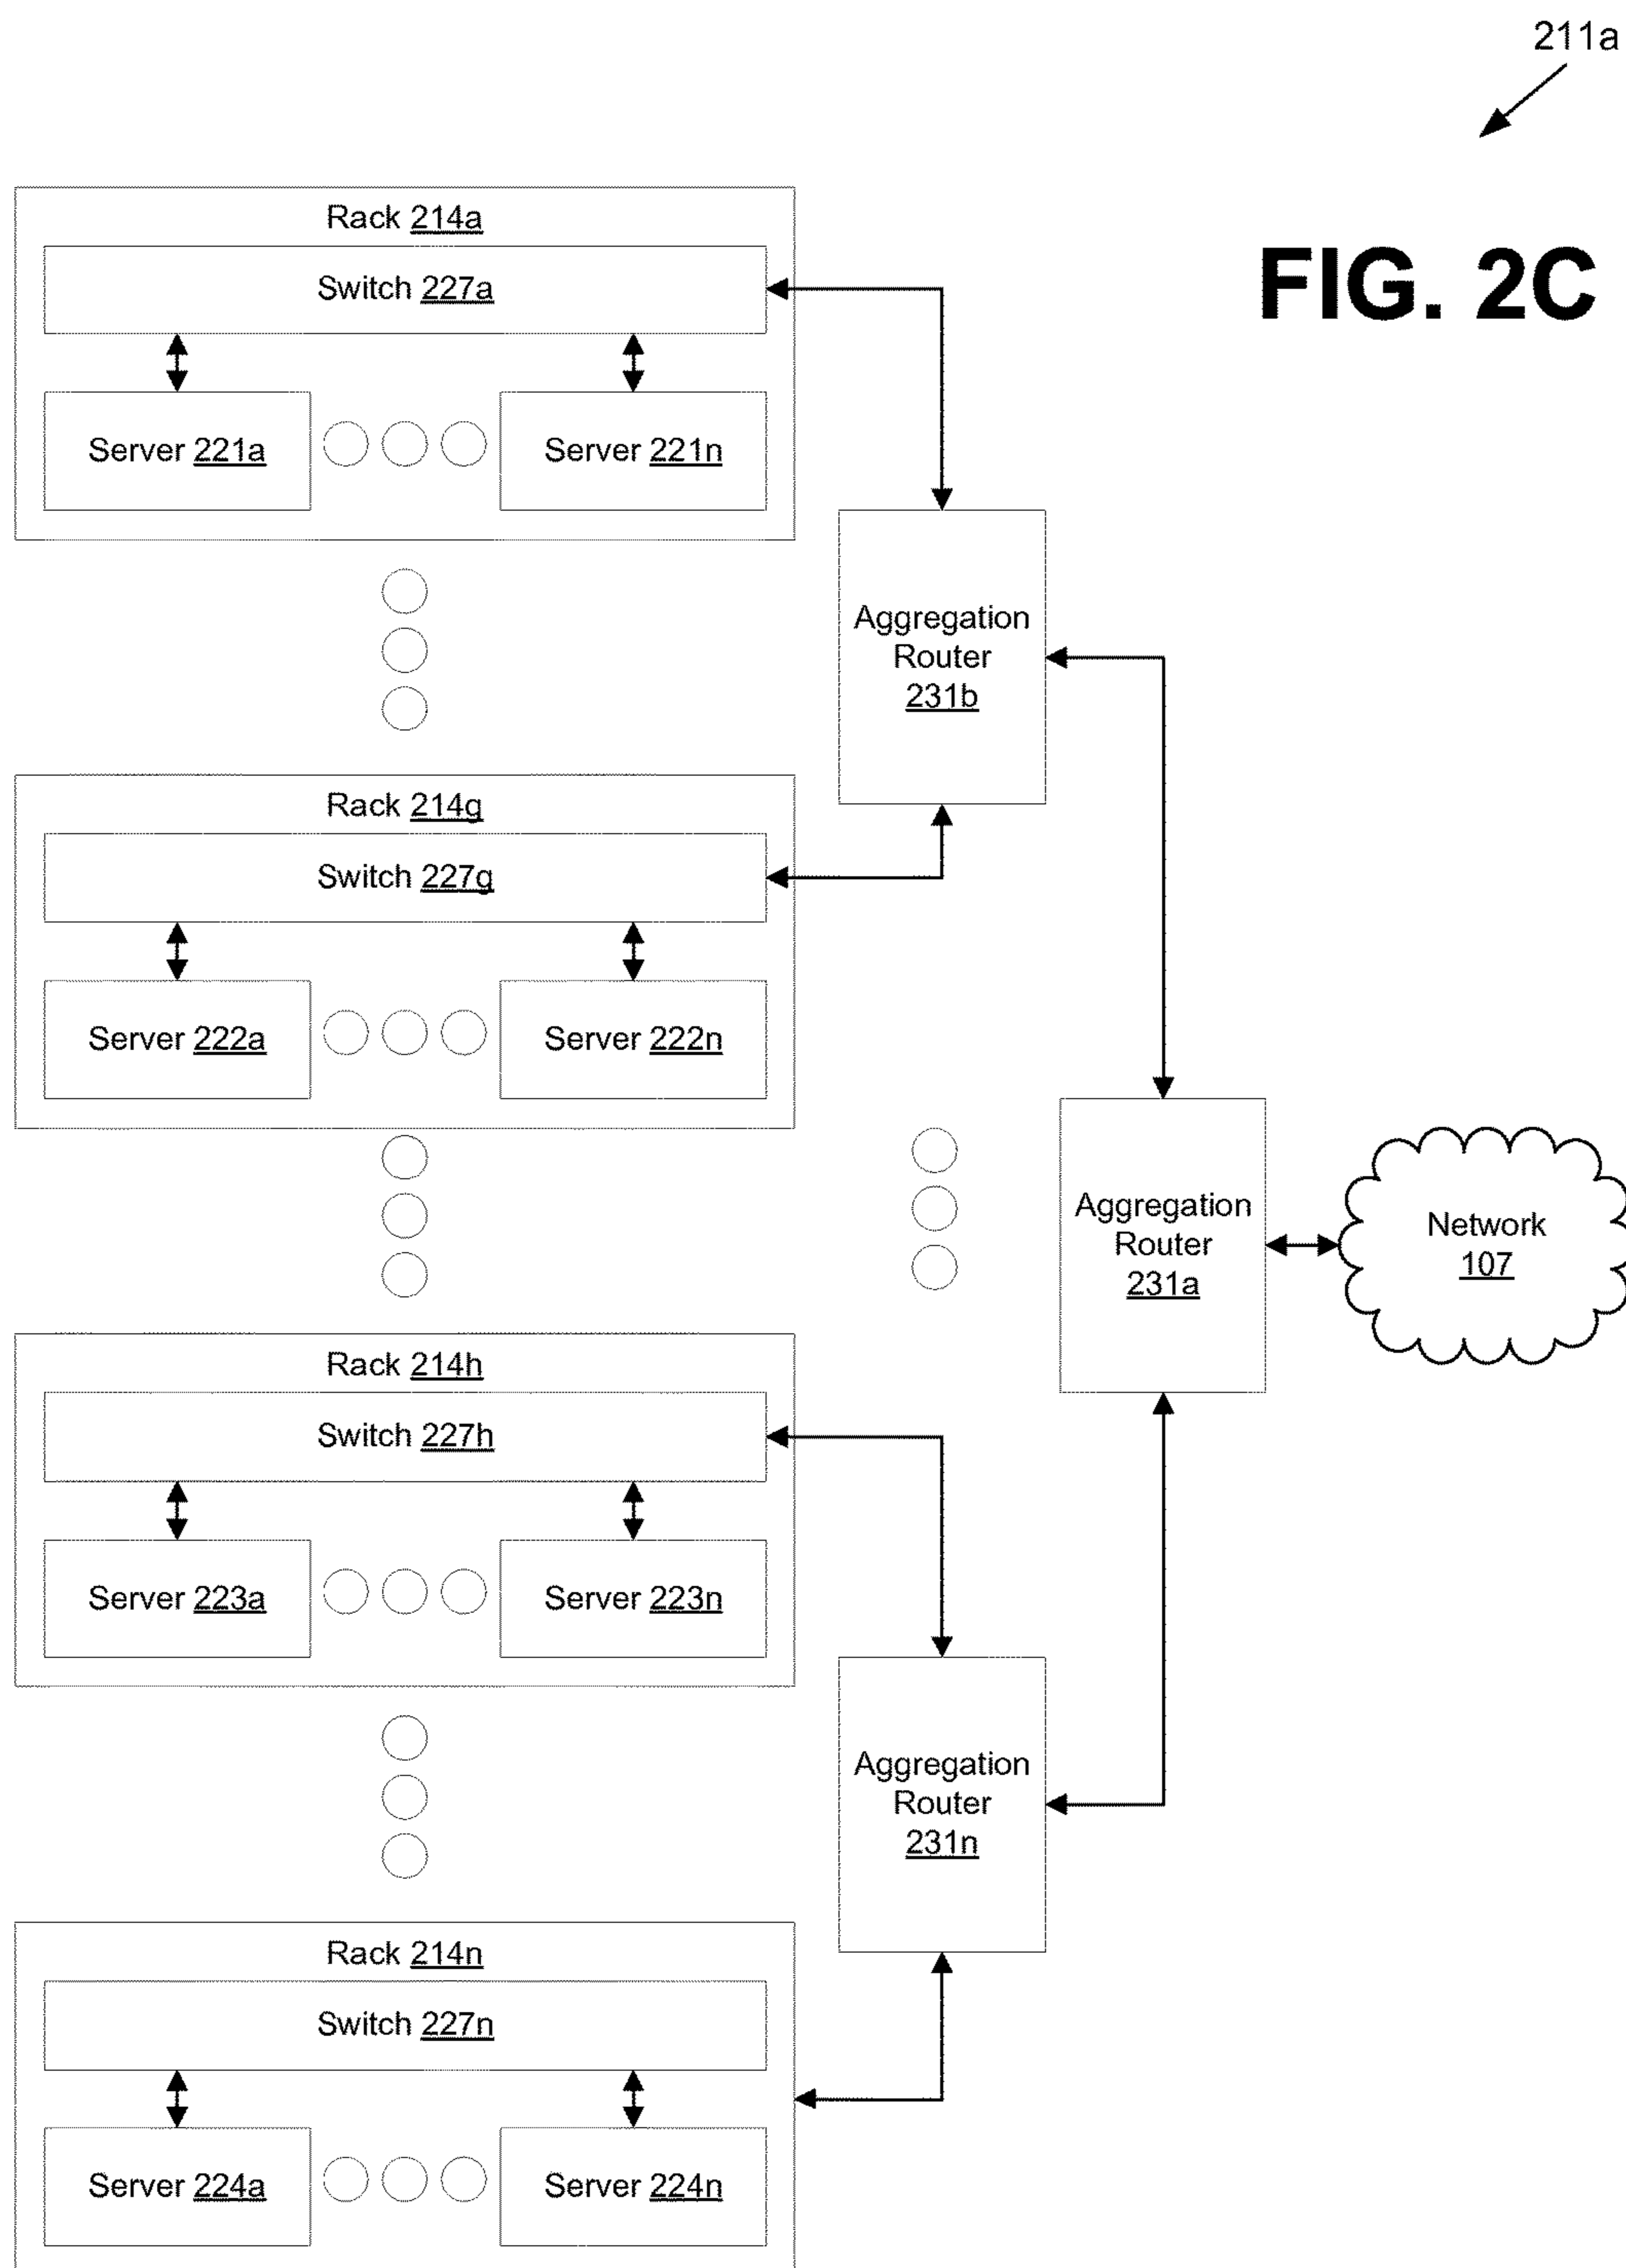 211a
FIG. 2C
Rack 214a
Switch 227a
Server 221a
Server 221n
Aggregation
Router
231b
Rack 214g
Switch 227g
Server 222a
Server 222n
Aggregation
Router
231a
Network
107
Rack 214h
Switch 227h
Server 223a
Server 223n
Aggregation
Router
231n
Rack 214n
Switch 227n
Server 224a
Server 224n